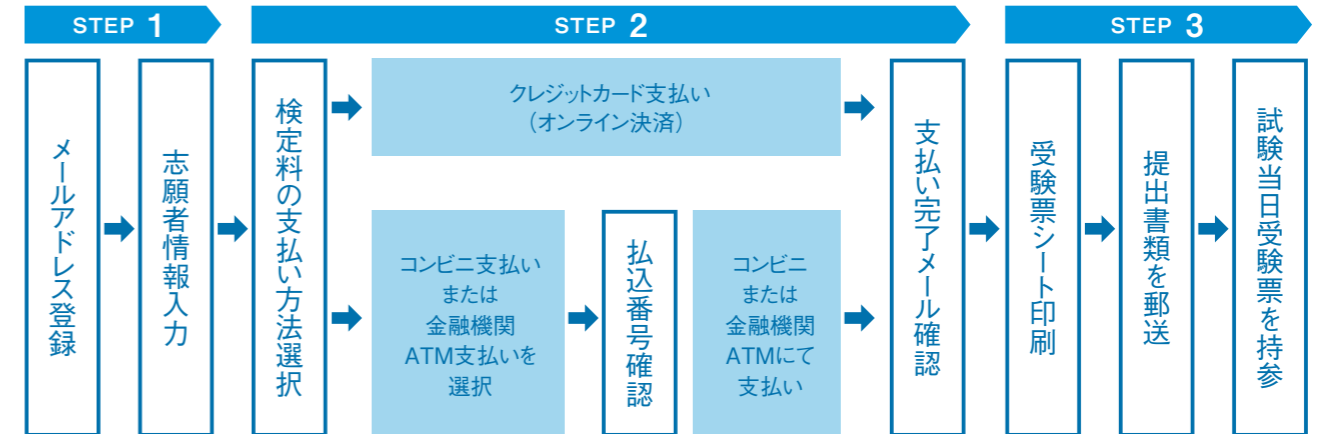 STEP 1
メールアドレス登録
志願者情報入力
STEP 2
検定料の支払い方法選択
クレジットカード支払い
（オンライン決済）
コンビニ支払い
または
金融機関
ATM支払いを
選択
払込番号確認
コンビニ
または
金融機関
ATMにて
支払い
支払い完了メール確認
STEP 3
受験票シート印刷
提出書類を郵送
試験当日受験票を持参